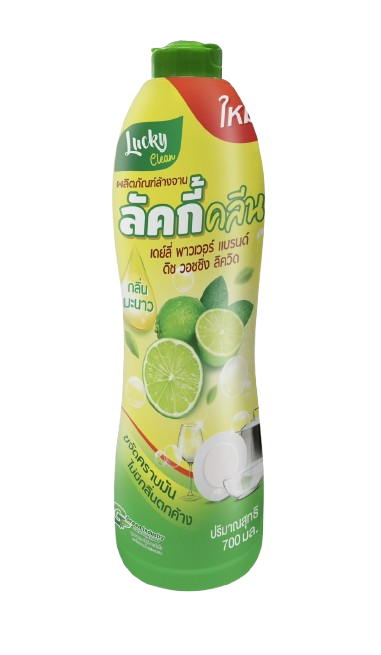 ใหม่
Lucky
Clean
ผลิตภัณฑ์ล้างจาน
ลัคกี้คลีน
เดย์ลี่ พาวเวอร์ แบรนด์
ดิช วอชชิ่ง ลิควิด
กลิ่น
มะนาว
ขจัดคราบมัน
ไม่มีกลิ่นตกค้าง
ปริมาณสุทธิ
700 มล.